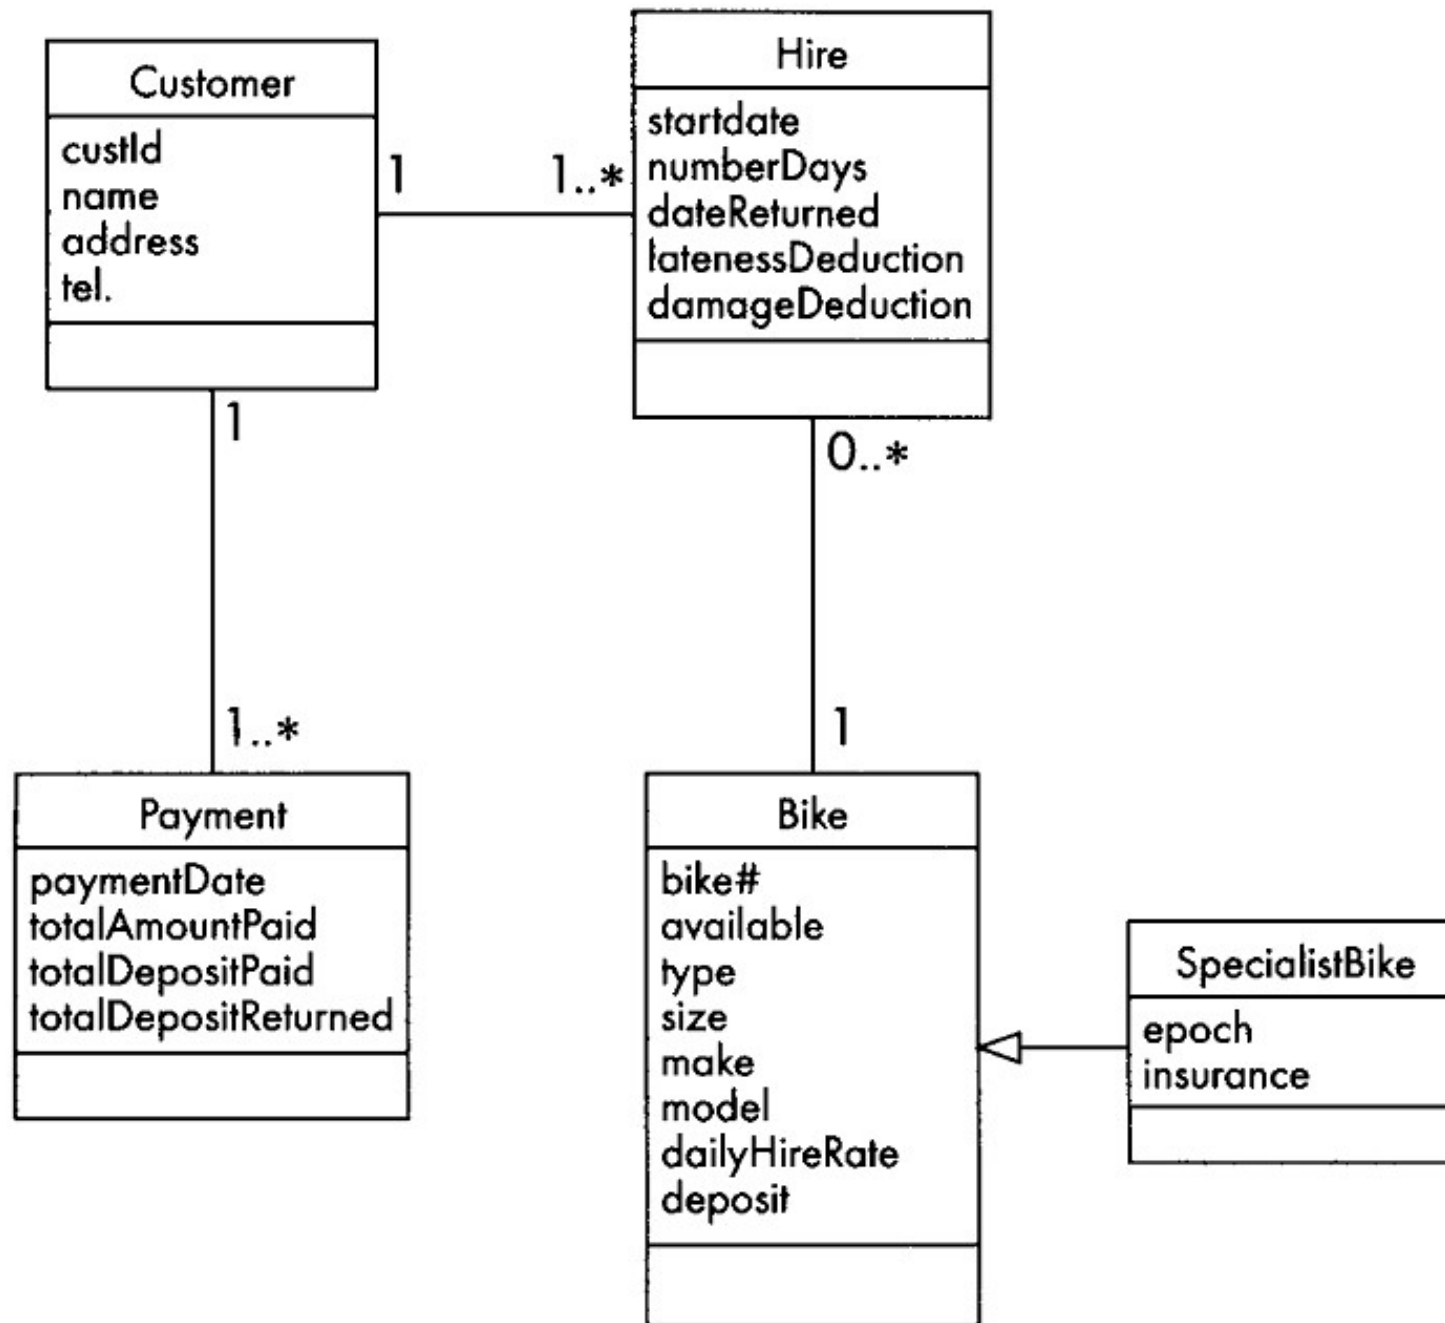 Customer
custId
name
address
tel.
1
1..*
Hire
startdate
numberDays
dateReturned
latenessDeduction
damageDeduction
1
0..*
1..*
1
Payment
paymentDate
totalAmountPaid
totalDepositPaid
totalDepositReturned
Bike
bike#
available
type
size
make
model
dailyHireRate
deposit
SpecialistBike
epoch
insurance